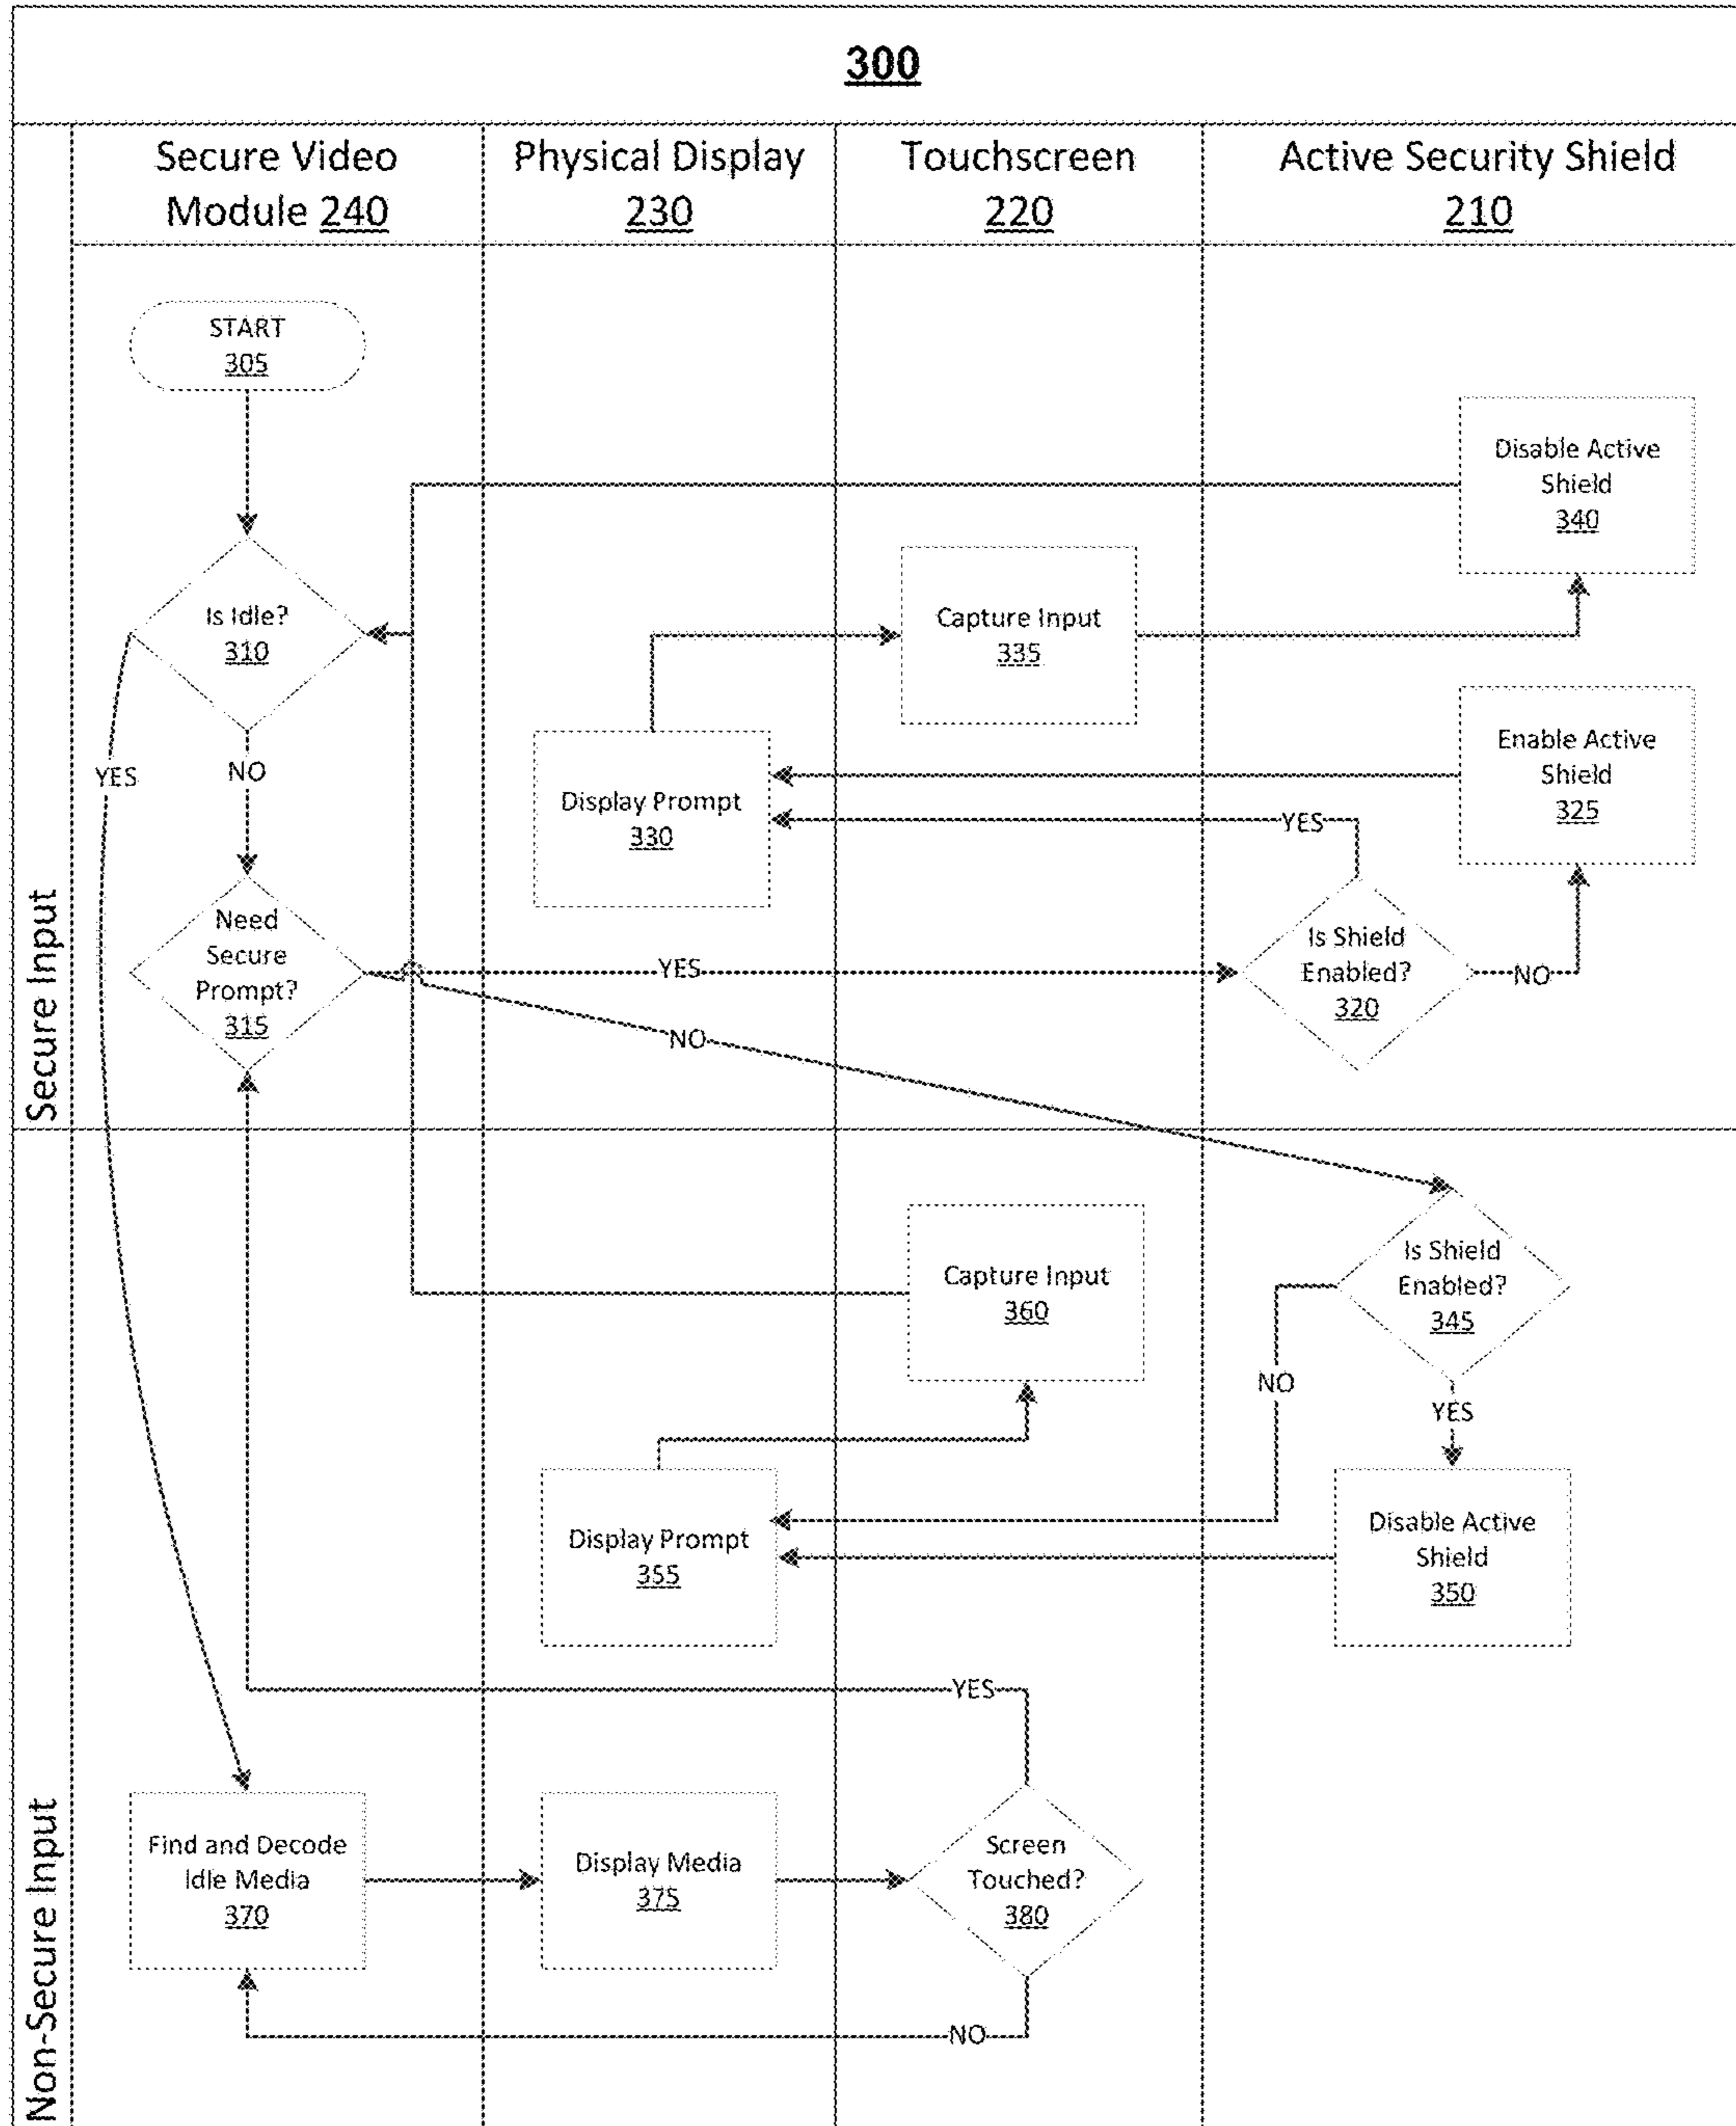 300
Secure Video
Module 240
Physical Display
230
Touchscreen
220
Active Security Shield
210
Secure Input
START
305
Disable Active
Shield
340
Is Idle?
310
Capture Input
335
YES
NO
Display Prompt
330
Enable Active
Shield
325
YES
Need
Secure
Prompt?
315
YES
NO
Is Shield
Enabled?
320
NO
Non-Secure Input
Capture Input
360
Is Shield
Enabled?
345
NO
YES
Display Prompt
355
Disable Active
Shield
350
YES
Find and Decode
Idle Media
370
Display Media
375
Screen
Touched?
380
NO